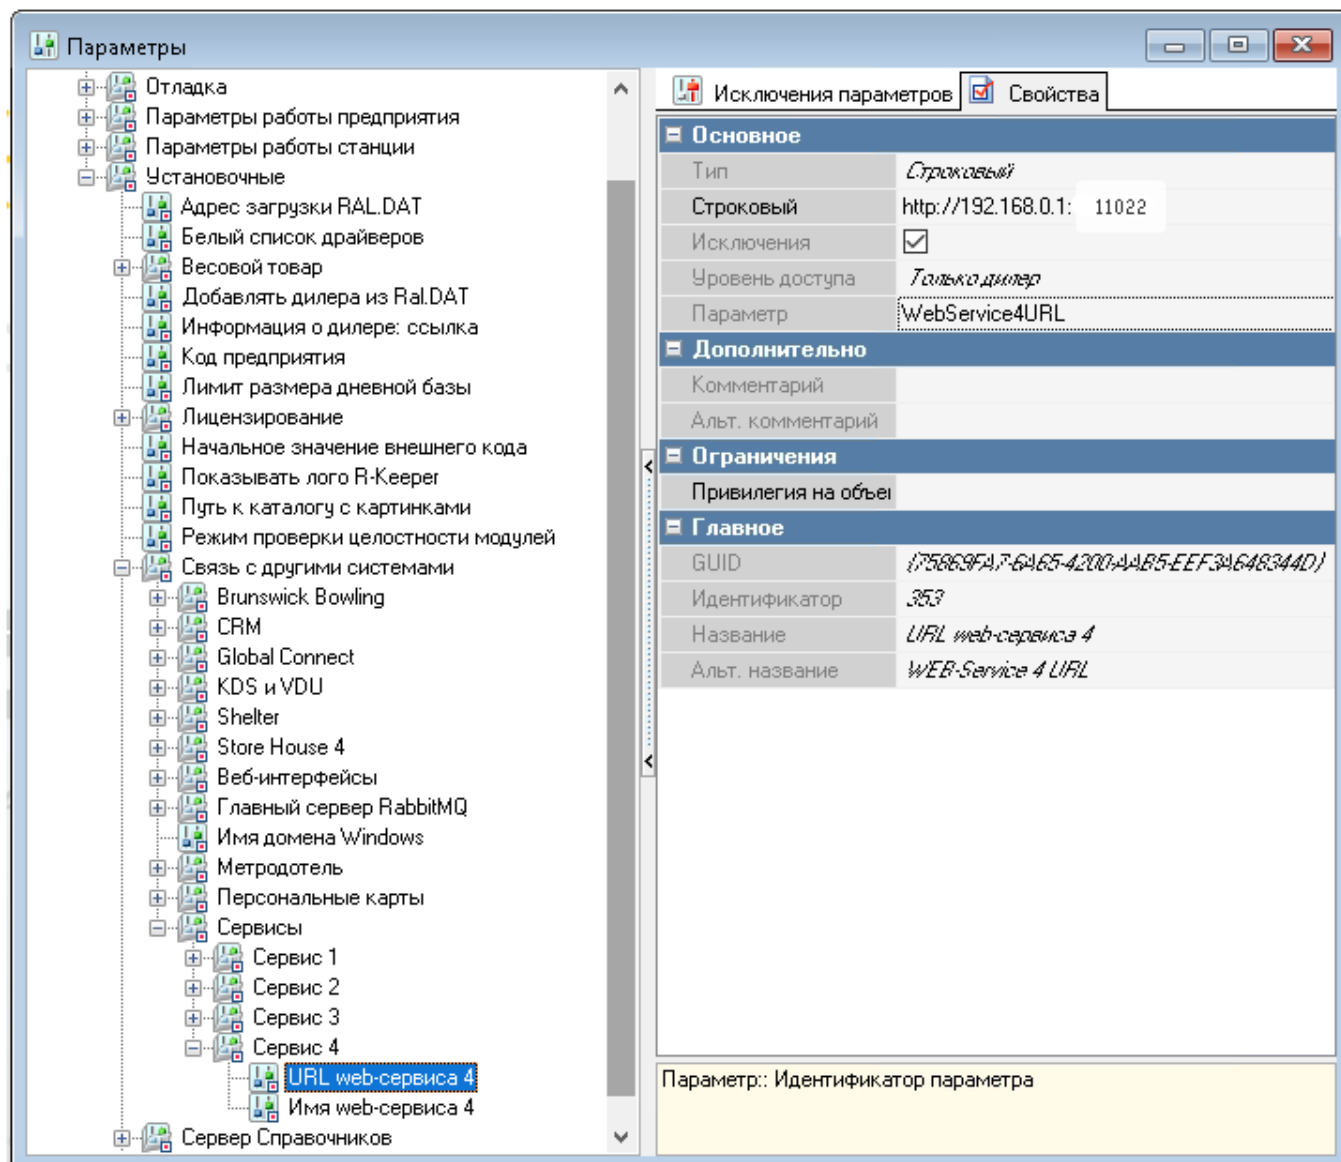 Параметры
Отладка
Параметры работы предприятия
Параметры работы станции
Установочные
Адрес загрузки RAL.DAT
Белый список драйверов
Весовой товар
Добавлять дилера из Ral.DAT
Информация о дилере: ссылка
Код предприятия
Лимит размера дневной базы
Лицензирование
Начальное значение внешнего кода
Показывать лого R-Keeper
Путь к каталогу с картинками
Режим проверки целостности модулей
Связь с другими системами
Brunswick Bowling
CRM
Global Connect
KDS и VDU
Shelter
Store House 4
Веб-интерфейсы
Главный сервер RabbitMQ
Имя домена Windows
Метрдотель
Персональные карты
Сервисы
Сервис 1
Сервис 2
Сервис 3
Сервис 4
URL web-сервиса 4
Имя web-сервиса 4
Сервер Справочников
Исключения параметров
Свойства
Основное
Тип Строковый
Строковый http://192.168.0.1: 11022
Исключения
Уровень доступа Только дилер
Параметр WebService4URL
Дополнительно
Комментарий
Альт. комментарий
Ограничения
Привилегия на объе
Главное
GUID {75869FA7-6A65-4200-AAB5-EEF3A648344D}
Идентификатор 353
Название URL web-сервиса 4
Альт. название WEB-Service 4 URL
Параметр:: Идентификатор параметра